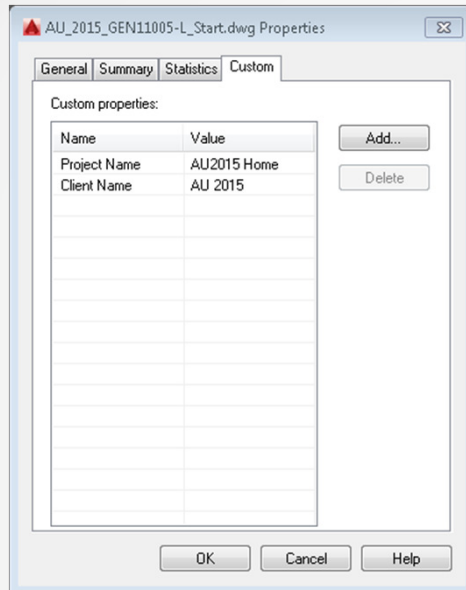 AU_2015_GEN11005-L_Start.dwg Properties
General Summary Statistics Custom
Custom properties:
Name Value
Add...
Project Name AU2015 Home
Client Name AU 2015
Delete
OK Cancel Help